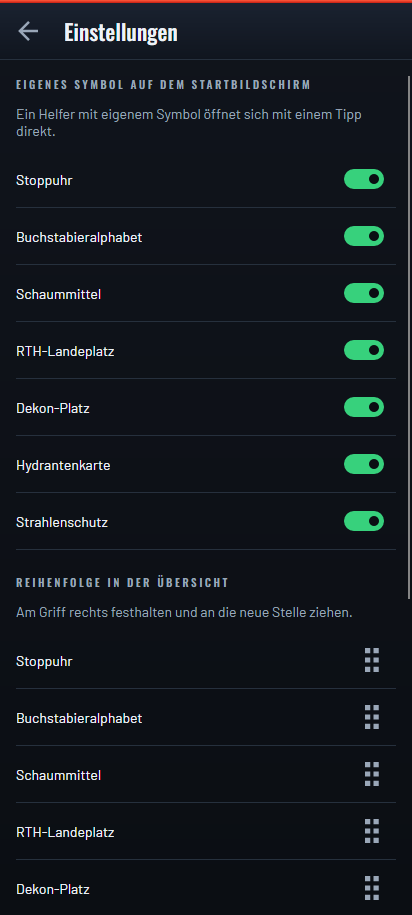 Einstellungen
EIGENES SYMBOL AUF DEM STARTBILDSCHIRM
Ein Helfer mit eigenem Symbol öffnet sich mit einem Tipp
direkt.
Stoppuhr
Buchstabieralphabet
Schaummittel
RTH-Landeplatz
Dekon-Platz
Hydrantenkarte
Strahlenschutz
REIHENFOLGE IN DER ÜBERSICHT
Am Griff rechts festhalten und an die neue Stelle ziehen.
Stoppuhr
Buchstabieralphabet
Schaummittel
RTH-Landeplatz
Dekon-Platz